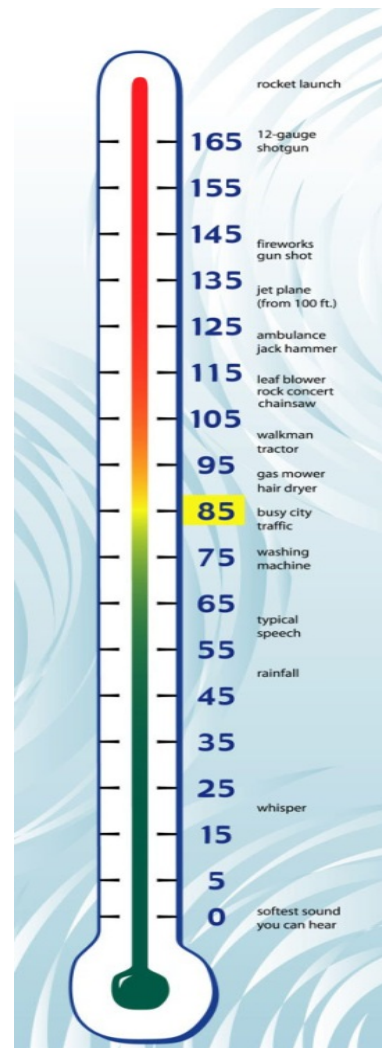 rocket launch
165 12-gauge
shotgun
155
145 fireworks
gun shot
135 jet plane
(from 100 ft.)
125 ambulance
jack hammer
115 leaf blower
rock concert
chainsaw
105
walkman
tractor
95 gas mower
hair dryer
85 busy city
traffic
75 washing
machine
65
typical
speech
55
rainfall
45
35
25
whisper
15
5
0 softest sound
you can hear